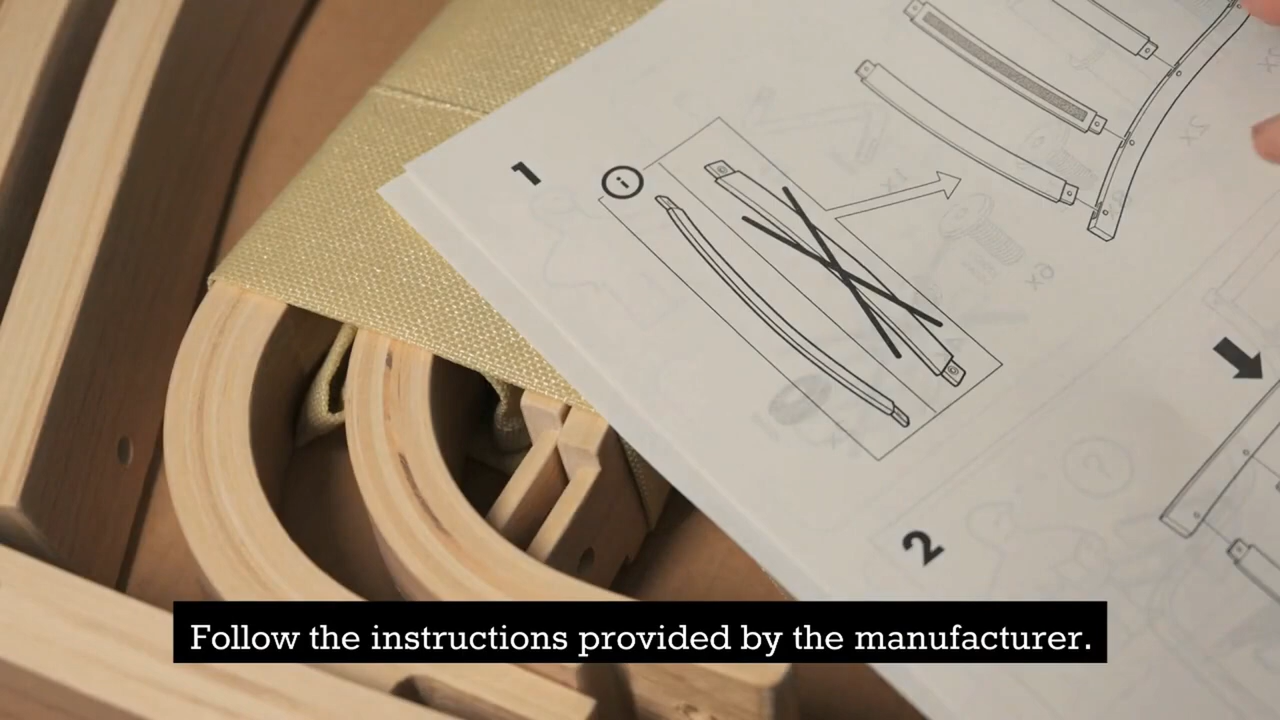 1
i
2
Follow the instructions provided by the manufacturer.